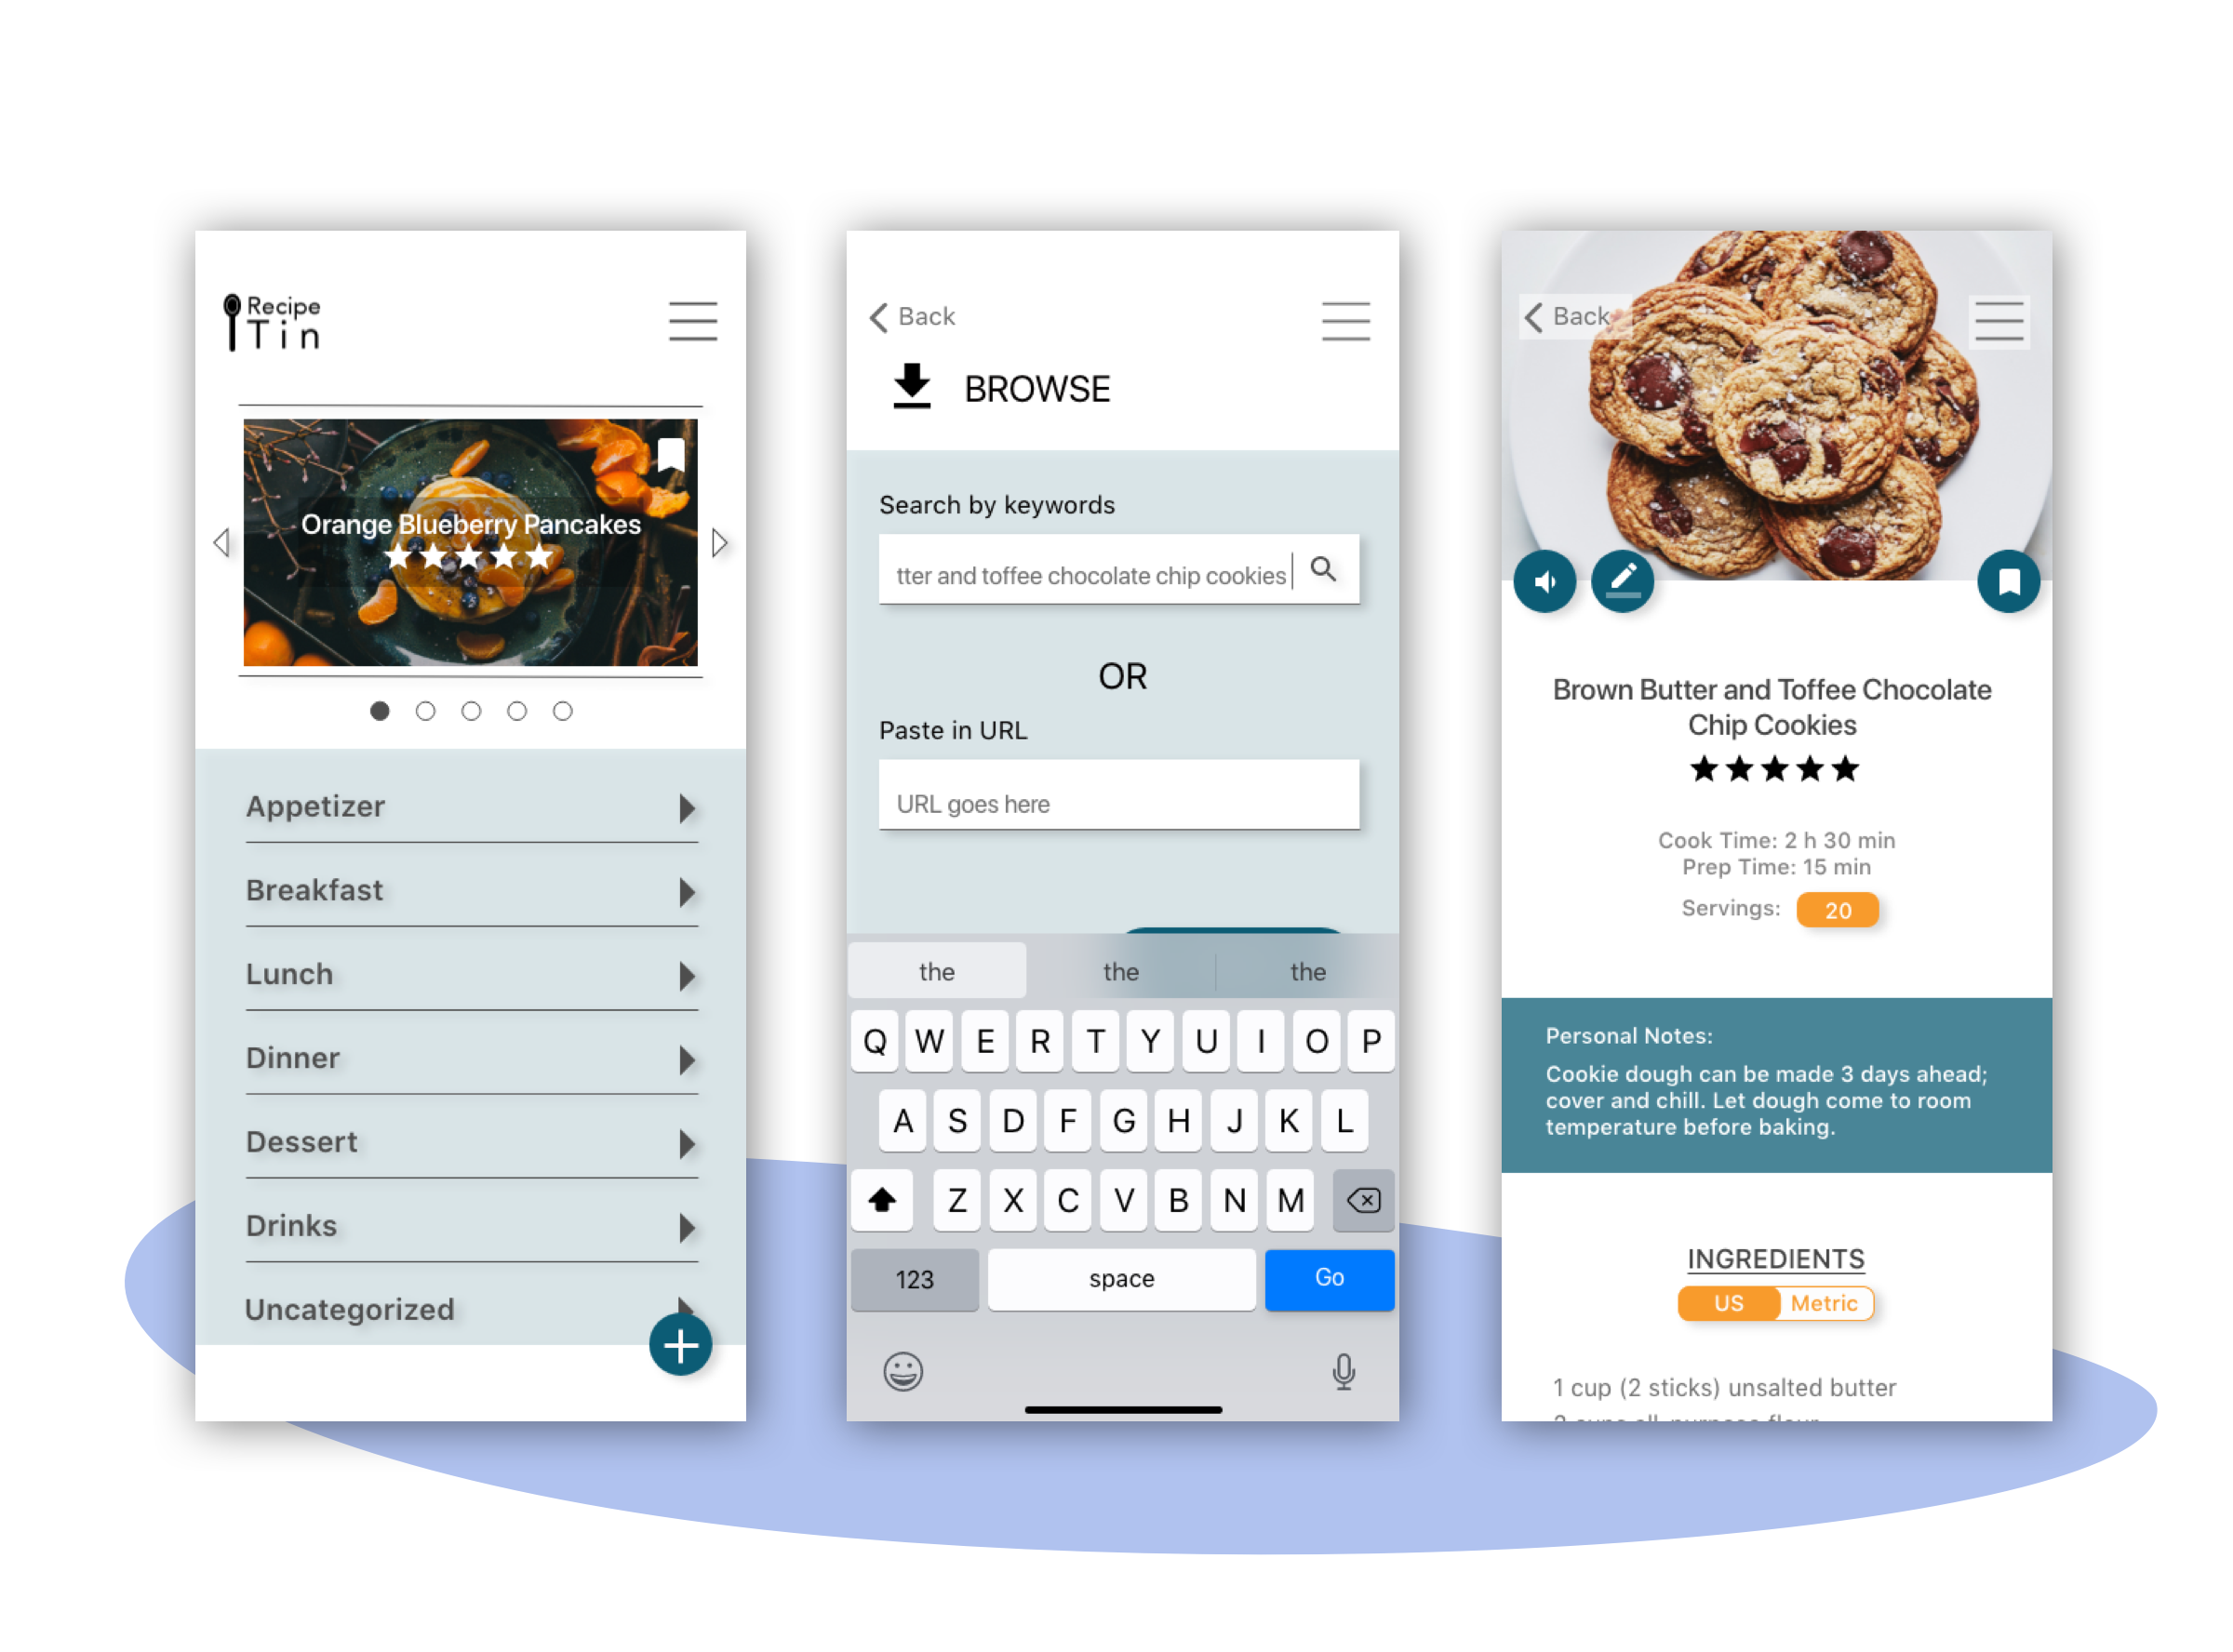 Recipe
Tin
Orange Blueberry Pancakes
Appetizer
Breakfast
Lunch
Dinner
Dessert
Drinks
Uncategorized
Back
BROWSE
Search by keywords
tter and toffee chocolate chip cookies
OR
Paste in URL
URL goes here
the the the
Q W E R T Y U I O P
A S D F G H J K L
Z X C V B N M
123 space Go
Back
Brown Butter and Toffee Chocolate
Chip Cookies
Cook Time: 2 h 30 min
Prep Time: 15 min
Servings: 20
Personal Notes:
Cookie dough can be made 3 days ahead;
cover and chill. Let dough come to room
temperature before baking.
INGREDIENTS
US Metric
1 cup (2 sticks) unsalted butter